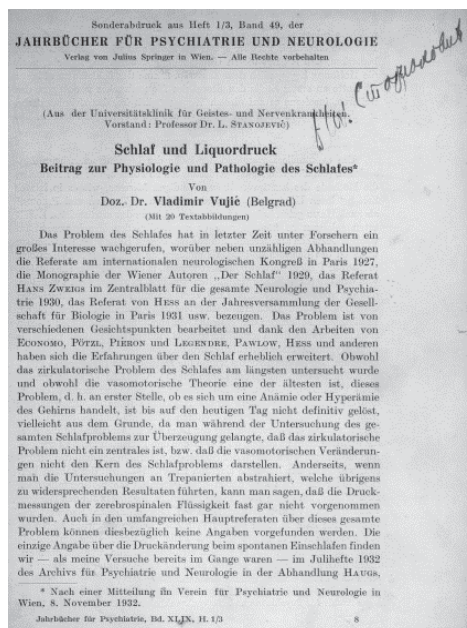 Sonderabdruck aus Heft 1/3, Band 49, der
JAHRBÜCHER FÜR PSYCHIATRIE UND NEUROLOGIE
Verlag von Julius Springer in Wien. — Alle Rechte vorbehalten
(Aus der Universitätsklinik für Geistes- und Nervenkrankheiten.
Vorstand: Professor Dr. L. STANOJEVIČ)
Schlaf und Liquordruck
Beitrag zur Physiologie und Pathologie des Schlafes*
Von
Doz. Dr. Vladimir Vujić (Belgrad)
(Mit 20 Textabbildungen)
Das Problem des Schlafes hat in letzter Zeit unter Forschern ein
großes Interesse wachgerufen, worüber neben unzähligen Abhandlungen
die Referate am internationalen neurologischen Kongreß in Paris 1927,
die Monographie der Wiener Autoren „Der Schlaf" 1929, das Referat
HANS ZWEIGS im Zentralblatt für die gesamte Neurologie und Psychia-
trie 1930, das Referat von HESS an der Jahresversammlung der Gesell-
schaft für Biologie in Paris 1931 usw. bezeugen. Das Problem ist von
verschiedenen Gesichtspunkten bearbeitet und dank den Arbeiten von
ECONOMO, PÖTZL, PIÉRON und LEGENDRE, PAWLOW, HESS und anderen
haben sich die Erfahrungen über den Schlaf erheblich erweitert. Obwohl
das zirkulatorische Problem des Schlafes am längsten untersucht wurde
und obwohl die vasomotorische Theorie eine der ältesten ist, ist dieses
Problem, d. h. an erster Stelle, ob es sich um eine Anämie oder Hyperämie
des Gehirns handelt, ist bis auf den heutigen Tag nicht definitiv gelöst,
vielleicht aus dem Grunde, da man während der Untersuchung des ge-
samten Schlafproblems zur Überzeugung gelangte, daß das zirkulatorische
Problem nicht ein zentrales ist, bzw. daß die vasomotorischen Veränderun-
gen nicht den Kern des Schlafproblems darstellen. Anderseits, wenn
man die Untersuchungen an Trepanierten abstrahiert, welche übrigens
zu widersprechenden Resultaten führten, kann man sagen, daß die Druck-
messungen der zerebrospinalen Flüssigkeit fast gar nicht vorgenommen
wurden. Auch in den umfangreichen Hauptreferaten über dieses gesamte
Problem können diesbezüglich keine Angaben vorgefunden werden. Die
einzige Angabe über die Druckänderung beim spontanen Einschlafen finden
wir — als meine Versuche bereits im Gange waren — im Julihefte 1932
des Archivs für Psychiatrie und Neurologie in der Abhandlung HAUGS,
* Nach einer Mitteilung im Verein für Psychiatrie und Neurologie in
Wien, 8. November 1932.
Jahrbücher für Psychiatrie, Bd. XLIX, H. 1/3 8